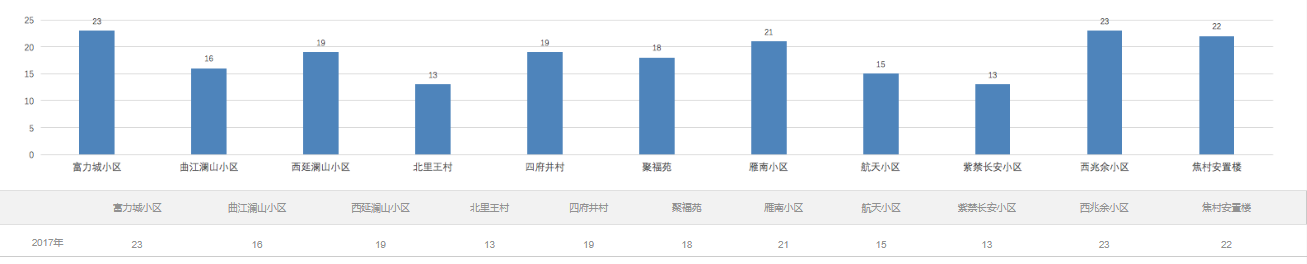 25
20
15
10
5
0
23 16 19 13 19 18 21 15 13 23 22
富力城小区 曲江澜山小区 西延澜山小区 北里王村 四府井村 聚福苑 雁南小区 航天小区 紫禁长安小区 西兆余小区 焦村安置楼
富力城小区 曲江澜山小区 西延澜山小区 北里王村 四府井村 聚福苑 雁南小区 航天小区 紫禁长安小区 西兆余小区 焦村安置楼
2017年 23 16 19 13 19 18 21 15 13 23 22